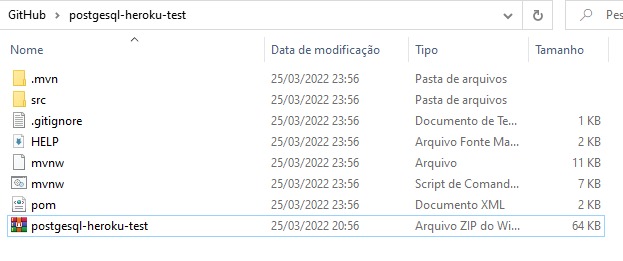 GitHub > postgesql-heroku-test Pes
Nome Data de modificação Tipo Tamanho
.mvn 25/03/2022 23:56 Pasta de arquivos
src 25/03/2022 23:56 Pasta de arquivos
.gitignore 25/03/2022 23:56 Documento de Te... 1 KB
HELP 25/03/2022 23:56 Arquivo Fonte Ma... 2 KB
mvnw 25/03/2022 23:56 Arquivo 11 KB
mvnw 25/03/2022 23:56 Script de Comand... 7 KB
pom 25/03/2022 23:56 Documento XML 2 KB
postgesql-heroku-test 25/03/2022 20:56 Arquivo ZIP do Wi... 64 KB